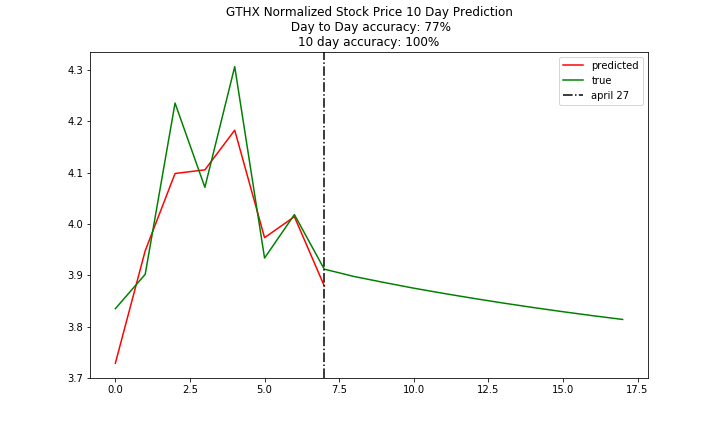 GTHX Normalized Stock Price 10 Day Prediction
Day to Day accuracy: 77%
10 day accuracy: 100%
predicted
true
april 27
4.3
4.2
4.1
4.0
3.9
3.8
3.7
0.0 2.5 5.0 7.5 10.0 12.5 15.0 17.5